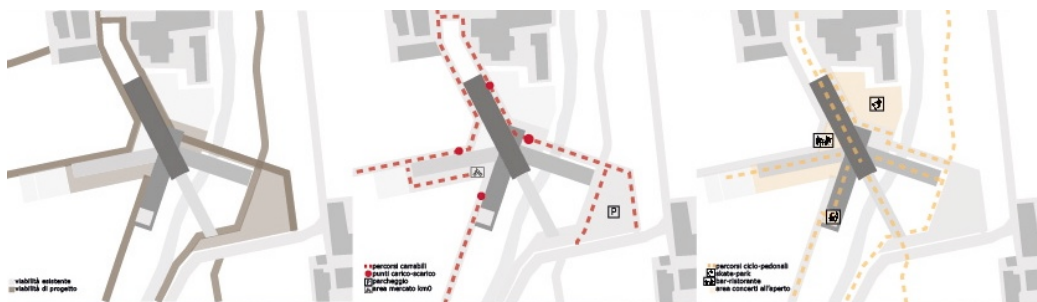 viabilità esistente
viabilità di progetto
percorsi carrabili
punti carico-scarico
parcheggio
area mercato km0
P
percorsi ciclo-pedonali
skate-park
bar-ristorante
area concerti all'aperto